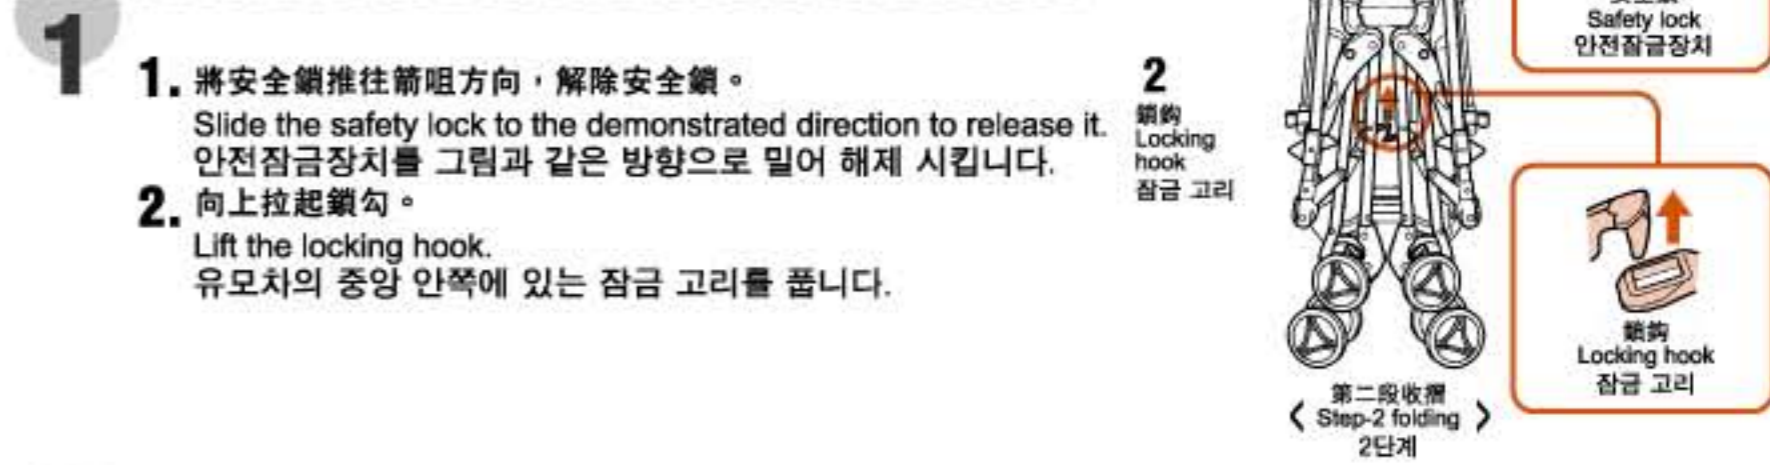 1
1. 將安全鎖推往箭咀方向，解除安全鎖。
Slide the safety lock to the demonstrated direction to release it.
안전잠금장치를 그림과 같은 방향으로 밀어 해제 시킵니다.
2. 向上拉起鎖勾。
Lift the locking hook.
유모차의 중앙 안쪽에 있는 잠금 고리를 풉니다.
2
鎖鈎
Locking
hook
잠금 고리
Safety lock
안전잠금장치
鎖鈎
Locking hook
잠금 고리
第二段收摺
< Step-2 folding >
2단계